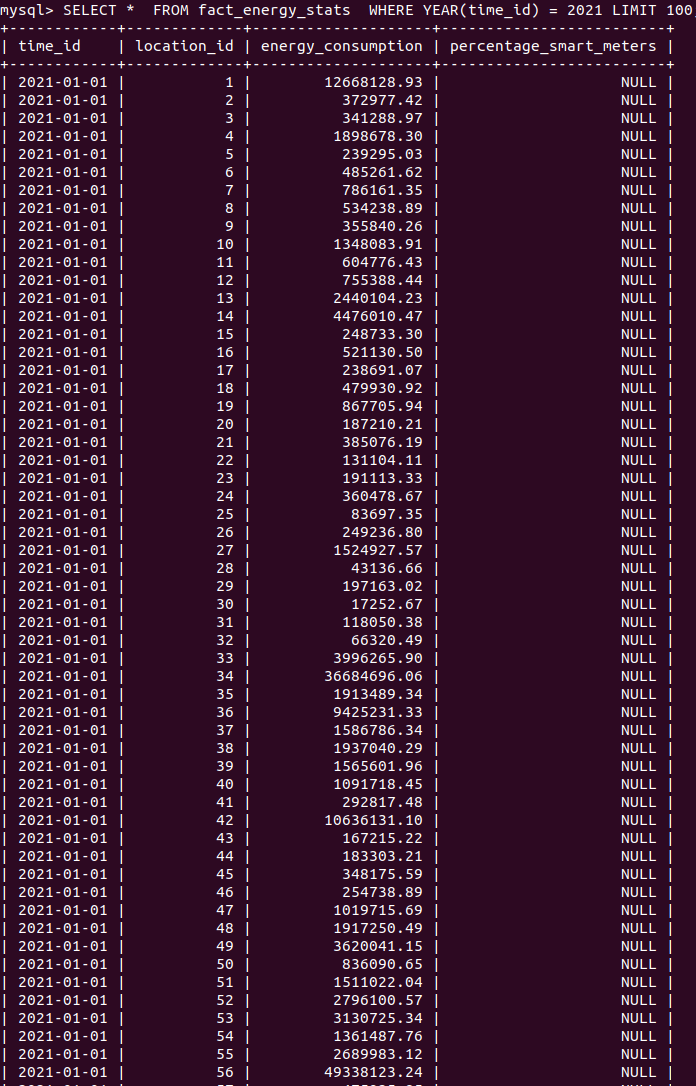 mysql> SELECT *  FROM fact_energy_stats  WHERE YEAR(time_id) = 2021 LIMIT 100;
+------------+-------------+--------------------+-------------------------+
| time_id    | location_id | energy_consumption | percentage_smart_meters |
+------------+-------------+--------------------+-------------------------+
| 2021-01-01 |           1 |        12668128.93 |                    NULL |
| 2021-01-01 |           2 |          372977.42 |                    NULL |
| 2021-01-01 |           3 |          341288.97 |                    NULL |
| 2021-01-01 |           4 |         1898678.30 |                    NULL |
| 2021-01-01 |           5 |          239295.03 |                    NULL |
| 2021-01-01 |           6 |          485261.62 |                    NULL |
| 2021-01-01 |           7 |          786161.35 |                    NULL |
| 2021-01-01 |           8 |          534238.89 |                    NULL |
| 2021-01-01 |           9 |          355840.26 |                    NULL |
| 2021-01-01 |          10 |         1348083.91 |                    NULL |
| 2021-01-01 |          11 |          604776.43 |                    NULL |
| 2021-01-01 |          12 |          755388.44 |                    NULL |
| 2021-01-01 |          13 |         2440104.23 |                    NULL |
| 2021-01-01 |          14 |         4476010.47 |                    NULL |
| 2021-01-01 |          15 |          248733.30 |                    NULL |
| 2021-01-01 |          16 |          521130.50 |                    NULL |
| 2021-01-01 |          17 |          238691.07 |                    NULL |
| 2021-01-01 |          18 |          479930.92 |                    NULL |
| 2021-01-01 |          19 |          867705.94 |                    NULL |
| 2021-01-01 |          20 |          187210.21 |                    NULL |
| 2021-01-01 |          21 |          385076.19 |                    NULL |
| 2021-01-01 |          22 |          131104.11 |                    NULL |
| 2021-01-01 |          23 |          191113.33 |                    NULL |
| 2021-01-01 |          24 |          360478.67 |                    NULL |
| 2021-01-01 |          25 |           83697.35 |                    NULL |
| 2021-01-01 |          26 |          249236.80 |                    NULL |
| 2021-01-01 |          27 |         1524927.57 |                    NULL |
| 2021-01-01 |          28 |           43136.66 |                    NULL |
| 2021-01-01 |          29 |          197163.02 |                    NULL |
| 2021-01-01 |          30 |           17252.67 |                    NULL |
| 2021-01-01 |          31 |          118050.38 |                    NULL |
| 2021-01-01 |          32 |           66320.49 |                    NULL |
| 2021-01-01 |          33 |         3996265.90 |                    NULL |
| 2021-01-01 |          34 |        36684696.06 |                    NULL |
| 2021-01-01 |          35 |         1913489.34 |                    NULL |
| 2021-01-01 |          36 |         9425231.33 |                    NULL |
| 2021-01-01 |          37 |         1586786.34 |                    NULL |
| 2021-01-01 |          38 |         1937040.29 |                    NULL |
| 2021-01-01 |          39 |         1565601.96 |                    NULL |
| 2021-01-01 |          40 |         1091718.45 |                    NULL |
| 2021-01-01 |          41 |          292817.48 |                    NULL |
| 2021-01-01 |          42 |        10636131.10 |                    NULL |
| 2021-01-01 |          43 |          167215.22 |                    NULL |
| 2021-01-01 |          44 |          183303.21 |                    NULL |
| 2021-01-01 |          45 |          348175.59 |                    NULL |
| 2021-01-01 |          46 |          254738.89 |                    NULL |
| 2021-01-01 |          47 |         1019715.69 |                    NULL |
| 2021-01-01 |          48 |         1917250.49 |                    NULL |
| 2021-01-01 |          49 |         3620041.15 |                    NULL |
| 2021-01-01 |          50 |          836090.65 |                    NULL |
| 2021-01-01 |          51 |         1511022.04 |                    NULL |
| 2021-01-01 |          52 |         2796100.57 |                    NULL |
| 2021-01-01 |          53 |         3130725.34 |                    NULL |
| 2021-01-01 |          54 |         1361487.76 |                    NULL |
| 2021-01-01 |          55 |         2689983.12 |                    NULL |
| 2021-01-01 |          56 |        49338123.24 |                    NULL |